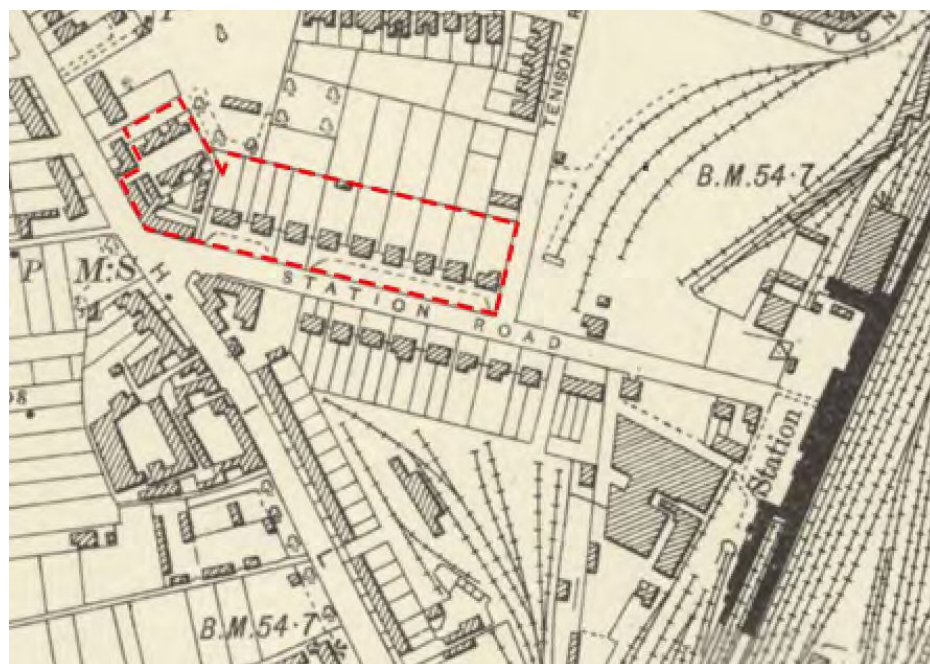 DEVON
TENISON R
B.M.54·7
P
M:S
H
I
L
L
STATION ROAD
Station
B.M.54·7